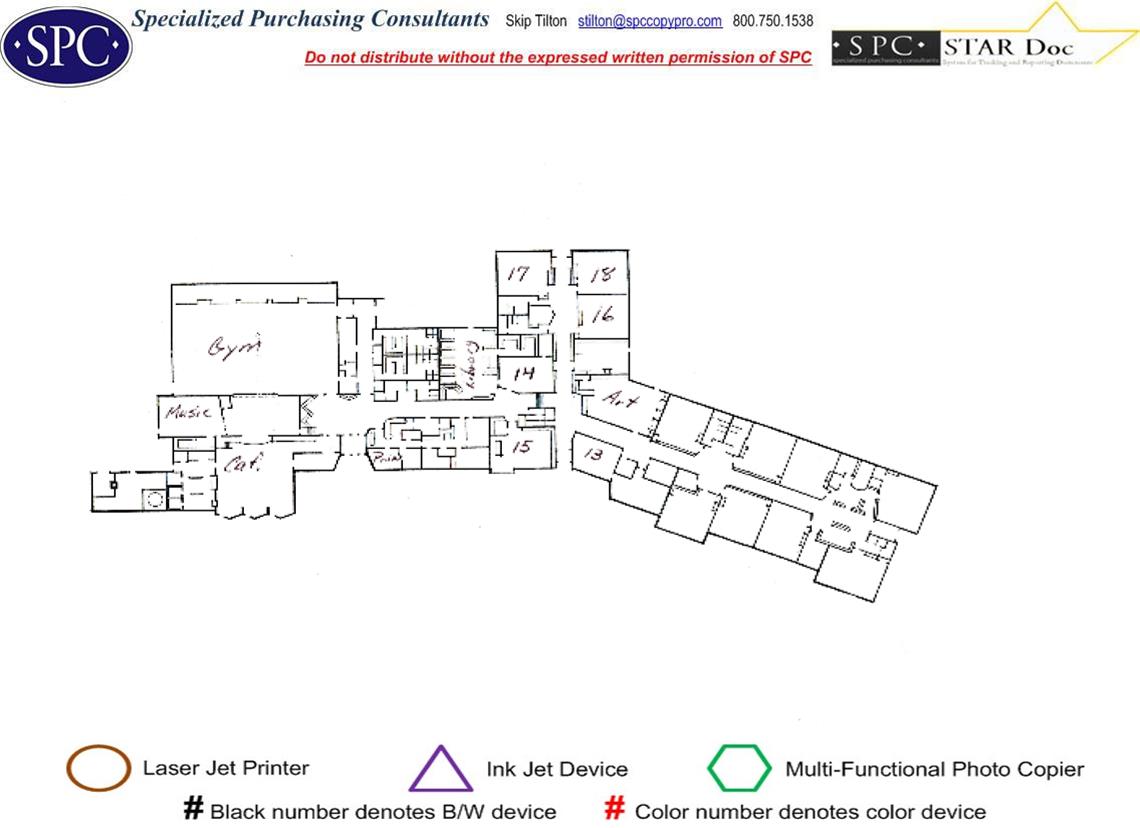 Specialized Purchasing Consultants Skip Tilton stilton@spccopypro.com 800.750.1538
·SPC·
Do not distribute without the expressed written permission of SPC
·SPC· STAR Doc
specialized purchasing consultants System for Tracking and Reporting Documents
17 18
16
Gym
Library
14
Art
Music
15
13
Caf.
Prin
Laser Jet Printer Ink Jet Device Multi-Functional Photo Copier
# Black number denotes B/W device # Color number denotes color device